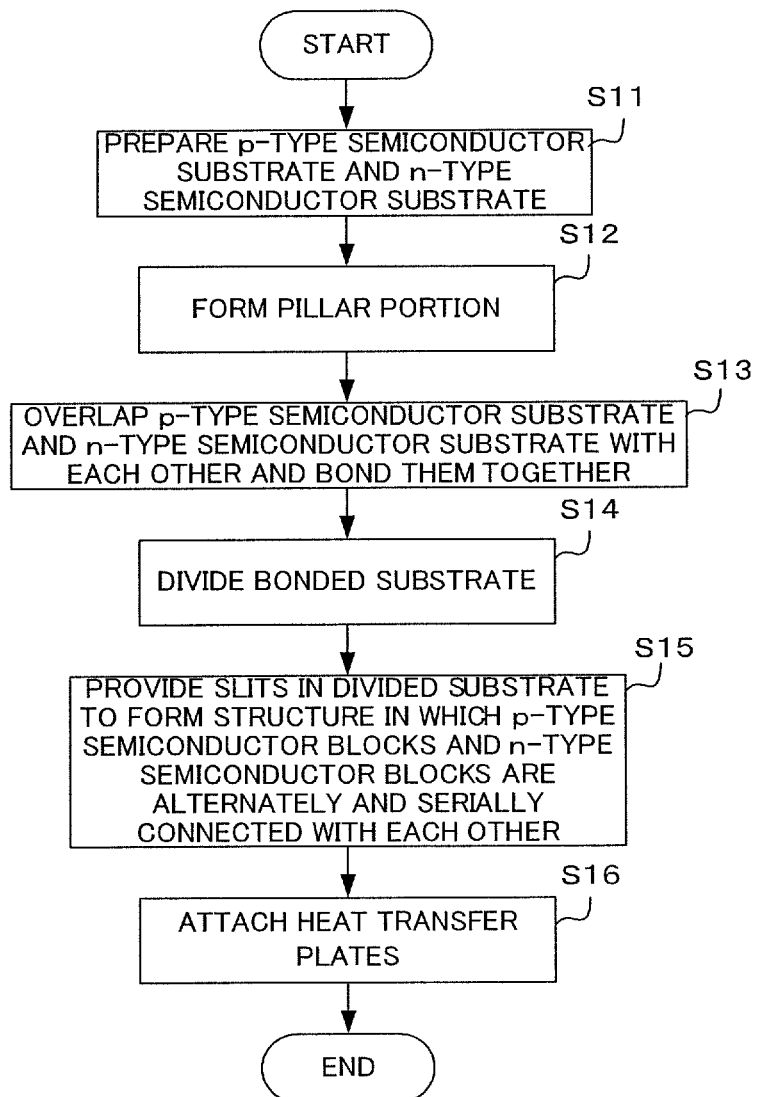 START
S11
PREPARE p-TYPE SEMICONDUCTOR
SUBSTRATE AND n-TYPE
SEMICONDUCTOR SUBSTRATE
S12
FORM PILLAR PORTION
S13
OVERLAP p-TYPE SEMICONDUCTOR SUBSTRATE
AND n-TYPE SEMICONDUCTOR SUBSTRATE WITH
EACH OTHER AND BOND THEM TOGETHER
S14
DIVIDE BONDED SUBSTRATE
S15
PROVIDE SLITS IN DIVIDED SUBSTRATE
TO FORM STRUCTURE IN WHICH p-TYPE
SEMICONDUCTOR BLOCKS AND n-TYPE
SEMICONDUCTOR BLOCKS ARE
ALTERNATELY AND SERIALLY
CONNECTED WITH EACH OTHER
S16
ATTACH HEAT TRANSFER
PLATES
END